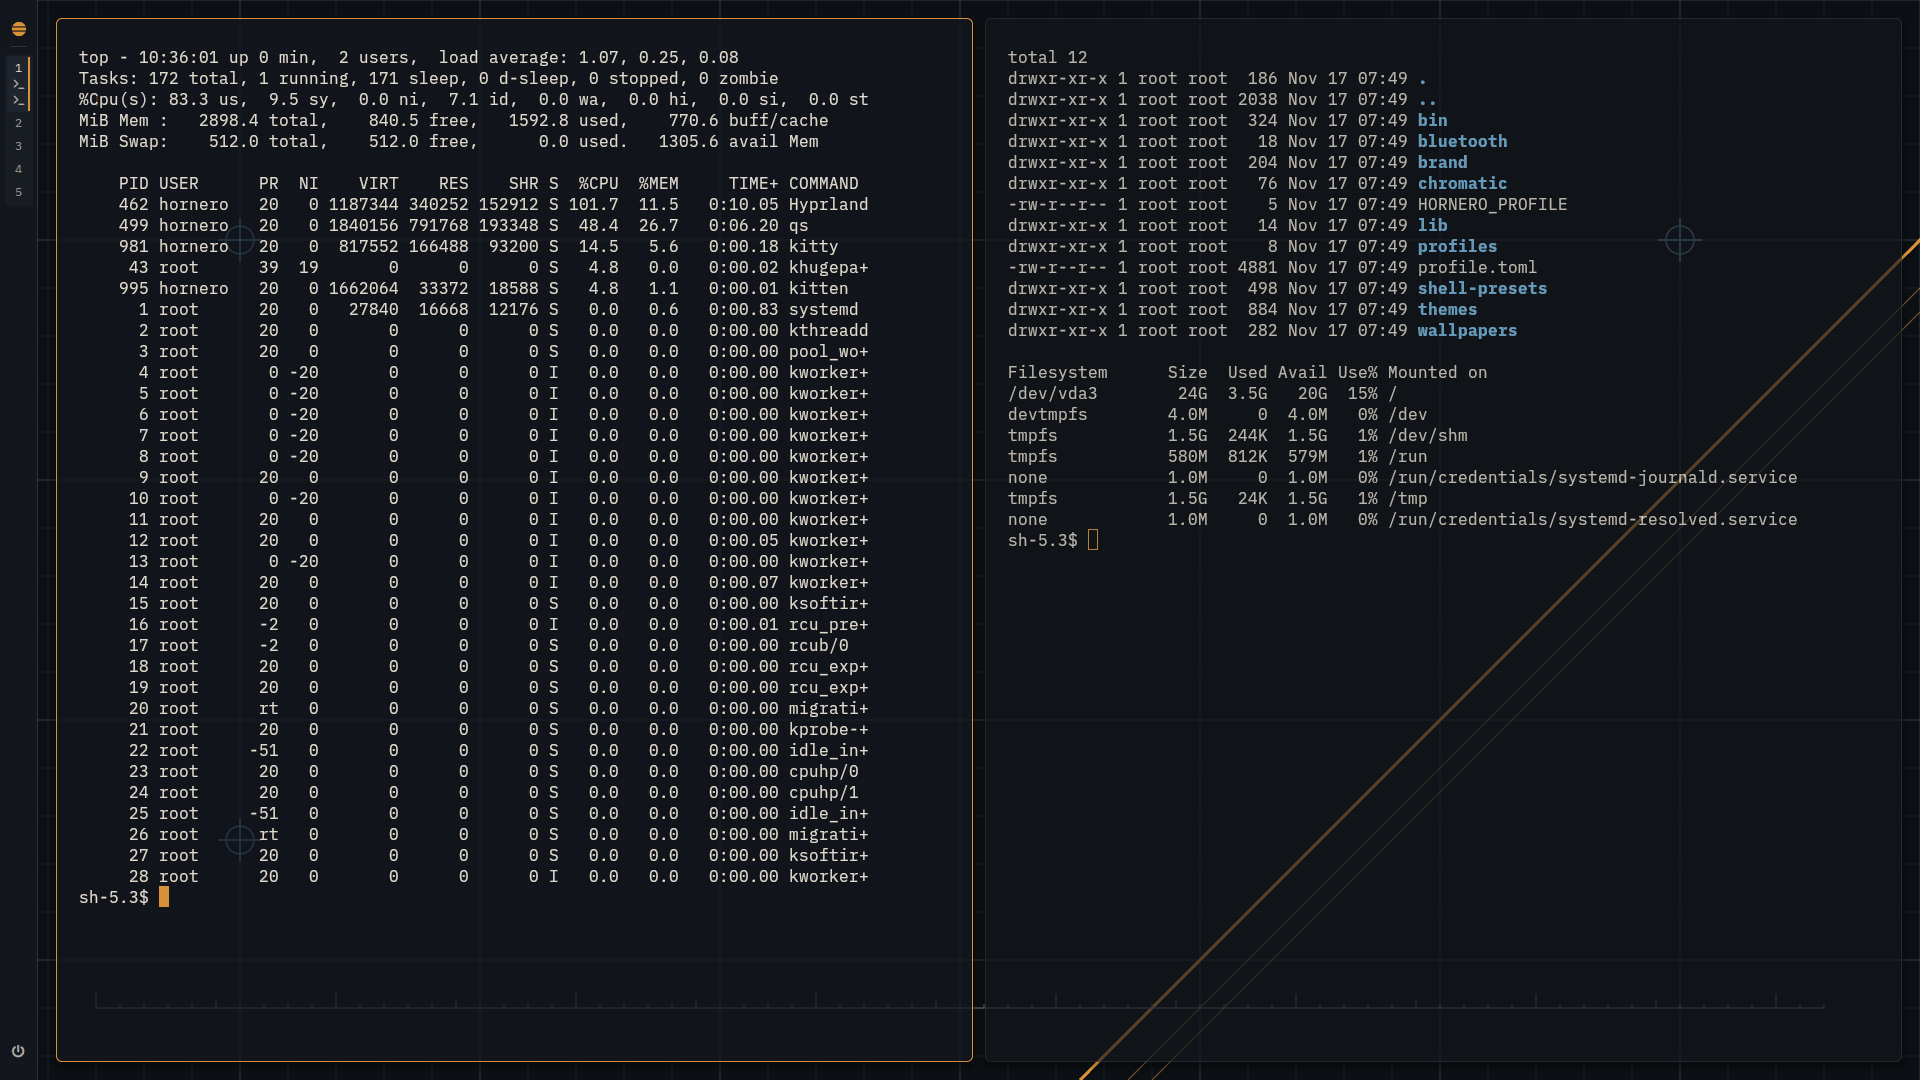 1
2
3
4
5
top - 10:36:01 up 0 min,  2 users,  load average: 1.07, 0.25, 0.08
Tasks: 172 total, 1 running, 171 sleep, 0 d-sleep, 0 stopped, 0 zombie
%Cpu(s): 83.3 us,  9.5 sy,  0.0 ni,  7.1 id,  0.0 wa,  0.0 hi,  0.0 si,  0.0 st
MiB Mem :   2898.4 total,    840.5 free,   1592.8 used,    770.6 buff/cache
MiB Swap:    512.0 total,    512.0 free,      0.0 used.   1305.6 avail Mem
PID USER      PR  NI    VIRT    RES    SHR S  %CPU  %MEM     TIME+ COMMAND
462 hornero   20   0 1187344 340252 152912 S 101.7  11.5   0:10.05 Hyprland
499 hornero   20   0 1840156 791768 193348 S  48.4  26.7   0:06.20 qs
981 hornero   20   0  817552 166488  93200 S  14.5   5.6   0:00.18 kitty
43 root      39  19       0      0      0 S   4.8   0.0   0:00.02 khugepa+
995 hornero   20   0 1662064  33372  18588 S   4.8   1.1   0:00.01 kitten
1 root      20   0   27840  16668  12176 S   0.0   0.6   0:00.83 systemd
2 root      20   0       0      0      0 S   0.0   0.0   0:00.00 kthreadd
3 root      20   0       0      0      0 S   0.0   0.0   0:00.00 pool_wo+
4 root       0 -20       0      0      0 I   0.0   0.0   0:00.00 kworker+
5 root       0 -20       0      0      0 I   0.0   0.0   0:00.00 kworker+
6 root       0 -20       0      0      0 I   0.0   0.0   0:00.00 kworker+
7 root       0 -20       0      0      0 I   0.0   0.0   0:00.00 kworker+
8 root       0 -20       0      0      0 I   0.0   0.0   0:00.00 kworker+
9 root      20   0       0      0      0 I   0.0   0.0   0:00.00 kworker+
10 root       0 -20       0      0      0 I   0.0   0.0   0:00.00 kworker+
11 root      20   0       0      0      0 I   0.0   0.0   0:00.00 kworker+
12 root      20   0       0      0      0 I   0.0   0.0   0:00.05 kworker+
13 root       0 -20       0      0      0 I   0.0   0.0   0:00.00 kworker+
14 root      20   0       0      0      0 I   0.0   0.0   0:00.07 kworker+
15 root      20   0       0      0      0 S   0.0   0.0   0:00.00 ksoftir+
16 root      -2   0       0      0      0 I   0.0   0.0   0:00.01 rcu_pre+
17 root      -2   0       0      0      0 S   0.0   0.0   0:00.00 rcub/0
18 root      20   0       0      0      0 S   0.0   0.0   0:00.00 rcu_exp+
19 root      20   0       0      0      0 S   0.0   0.0   0:00.00 rcu_exp+
20 root      rt   0       0      0      0 S   0.0   0.0   0:00.00 migrati+
21 root      20   0       0      0      0 S   0.0   0.0   0:00.00 kprobe-+
22 root     -51   0       0      0      0 S   0.0   0.0   0:00.00 idle_in+
23 root      20   0       0      0      0 S   0.0   0.0   0:00.00 cpuhp/0
24 root      20   0       0      0      0 S   0.0   0.0   0:00.00 cpuhp/1
25 root     -51   0       0      0      0 S   0.0   0.0   0:00.00 idle_in+
26 root      rt   0       0      0      0 S   0.0   0.0   0:00.00 migrati+
27 root      20   0       0      0      0 S   0.0   0.0   0:00.00 ksoftir+
28 root      20   0       0      0      0 I   0.0   0.0   0:00.00 kworker+
sh-5.3$
total 12
drwxr-xr-x 1 root root  186 Nov 17 07:49 .
drwxr-xr-x 1 root root 2038 Nov 17 07:49 ..
drwxr-xr-x 1 root root  324 Nov 17 07:49 bin
drwxr-xr-x 1 root root   18 Nov 17 07:49 bluetooth
drwxr-xr-x 1 root root  204 Nov 17 07:49 brand
drwxr-xr-x 1 root root   76 Nov 17 07:49 chromatic
-rw-r--r-- 1 root root    5 Nov 17 07:49 HORNERO_PROFILE
drwxr-xr-x 1 root root   14 Nov 17 07:49 lib
drwxr-xr-x 1 root root    8 Nov 17 07:49 profiles
-rw-r--r-- 1 root root 4881 Nov 17 07:49 profile.toml
drwxr-xr-x 1 root root  498 Nov 17 07:49 shell-presets
drwxr-xr-x 1 root root  884 Nov 17 07:49 themes
drwxr-xr-x 1 root root  282 Nov 17 07:49 wallpapers
Filesystem      Size  Used Avail Use% Mounted on
/dev/vda3        24G  3.5G   20G  15% /
devtmpfs        4.0M     0  4.0M   0% /dev
tmpfs           1.5G  244K  1.5G   1% /dev/shm
tmpfs           580M  812K  579M   1% /run
none            1.0M     0  1.0M   0% /run/credentials/systemd-journald.service
tmpfs           1.5G   24K  1.5G   1% /tmp
none            1.0M     0  1.0M   0% /run/credentials/systemd-resolved.service
sh-5.3$